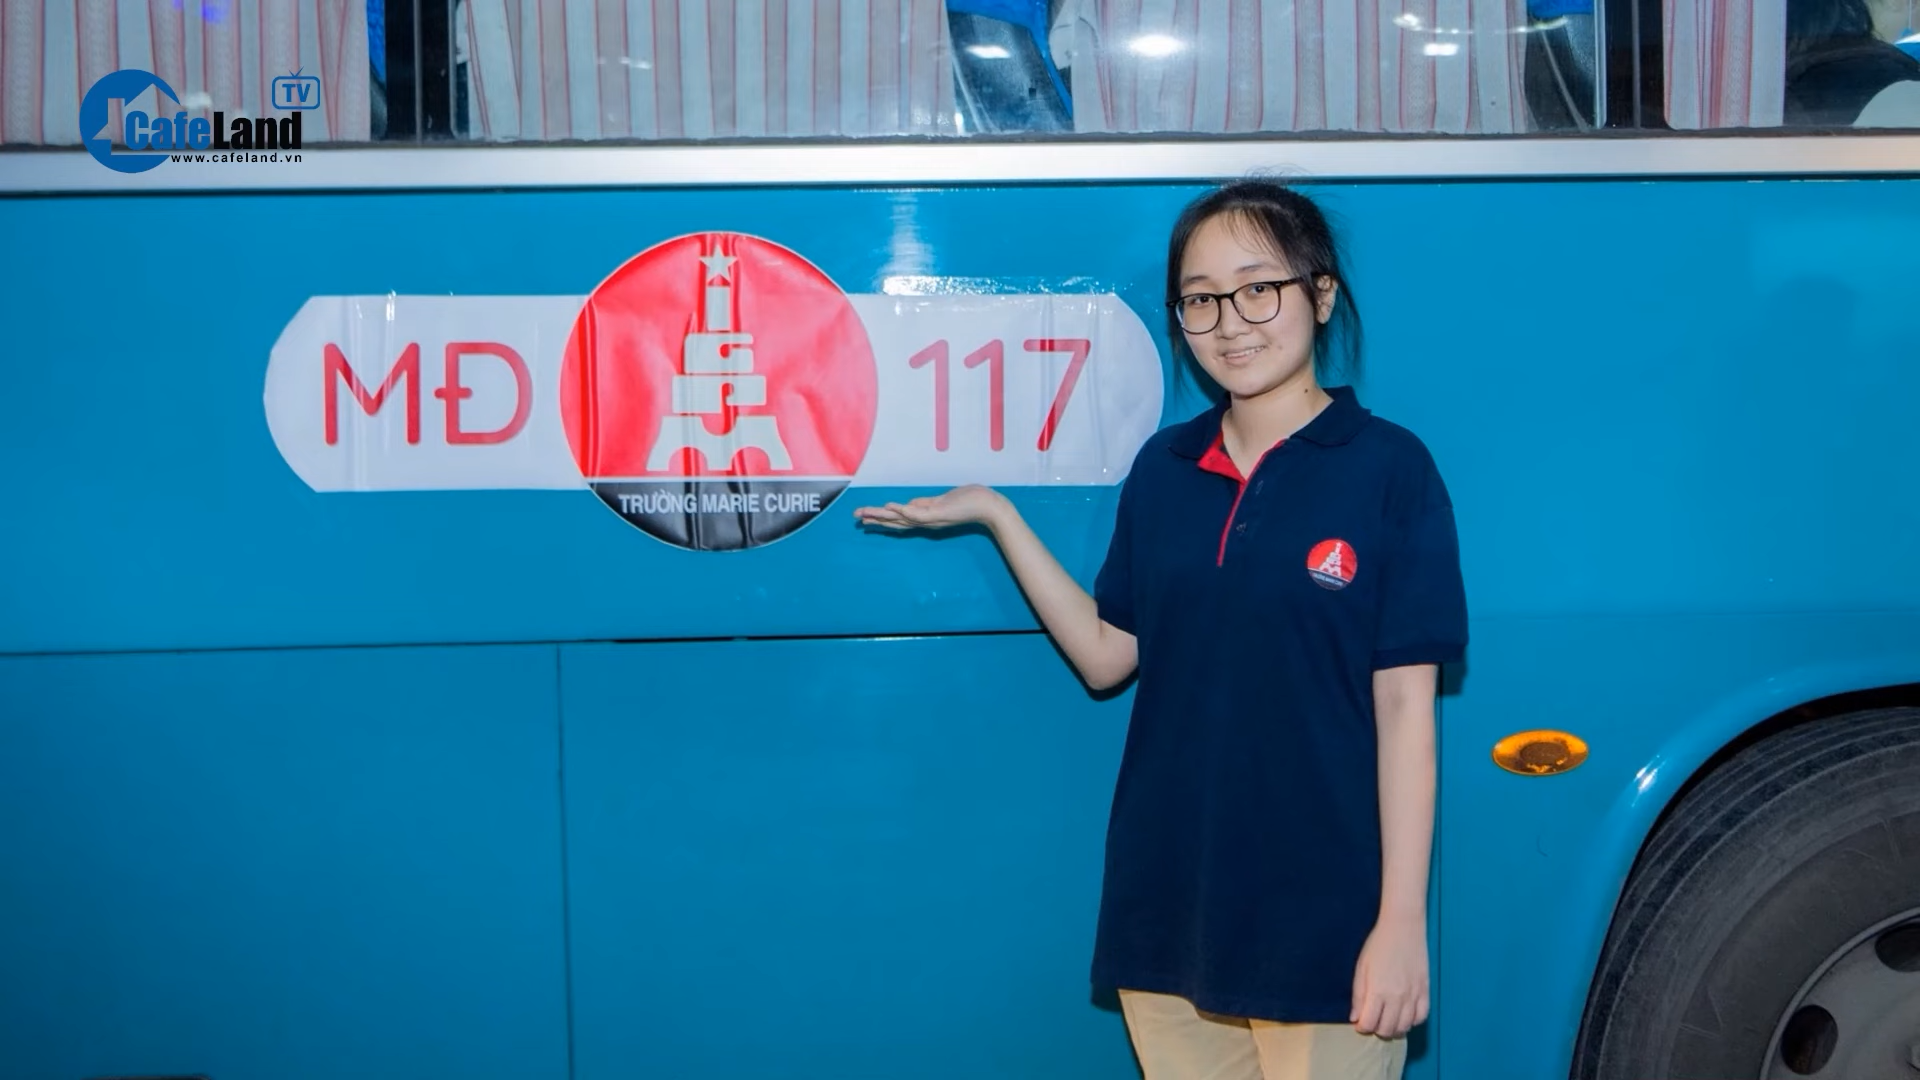 TV
CafeLand
www.cafeland.vn
MĐ 117
TRƯỜNG MARIE CURIE